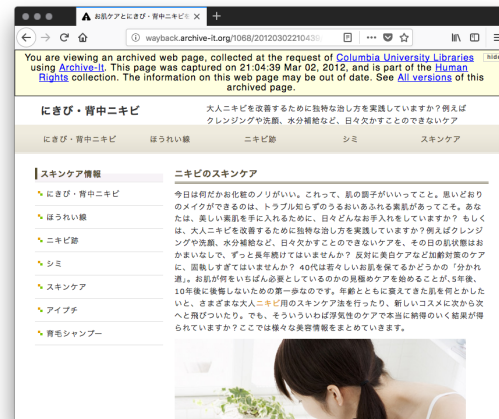 お肌ケアとにきび・背中ニキビを
wayback.archive-it.org/1068/20120302210439
You are viewing an archived web page, collected at the request of Columbia University Libraries
using Archive-It. This page was captured on 21:04:39 Mar 02, 2012, and is part of the Human
Rights collection. The information on this web page may be out of date. See All versions of this
archived page.
hide
にきび・背中ニキビ
大人ニキビを改善するために独特な治し方を実践していますか？例えば
クレンジングや洗顔、水分補給など、日々欠かすことのできないケア
にきび・背中ニキビ ほうれい線 ニキビ跡 シミ スキンケア
スキンケア情報
にきび・背中ニキビ
ほうれい線
ニキビ跡
シミ
スキンケア
アイプチ
育毛シャンプー
ニキビのスキンケア
今日は何だかお化粧のノリがいい。これって、肌の調子がいいってこと。思いどおり
のメイクができるのは、トラブル知らずのうるおいあふれる素肌があってこそ。あな
たは、美しい素肌を手に入れるために、日々どんなお手入れをしていますか？ もしく
は、大人ニキビを改善するために独特な治し方を実践していますか？例えばクレンジ
ングや洗顔、水分補給など、日々欠かすことのできないケアを、その日の肌状態はお
かまいなしで、ずっと長年続けてはいませんか？ 反対に美白ケアなど加齢対策のケア
に、固執しすぎてはいませんか？ 40代は若々しいお肌を保てるかどうかの「分かれ
道」。お肌が何をいちばん必要としているのかの見極めケアを始めることが、5年後、
10年後に後悔しないための第一歩なのです。年齢とともに衰えてきた肌を何とかした
いと、さまざまな大人ニキビ用のスキンケア法を行ったり、新しいコスメに次から次
へと飛びついたり。でも、そういういわば浮気性のケアで本当に納得のいく結果が得
られていますか？ここでは様々な美容情報をまとめていきます。